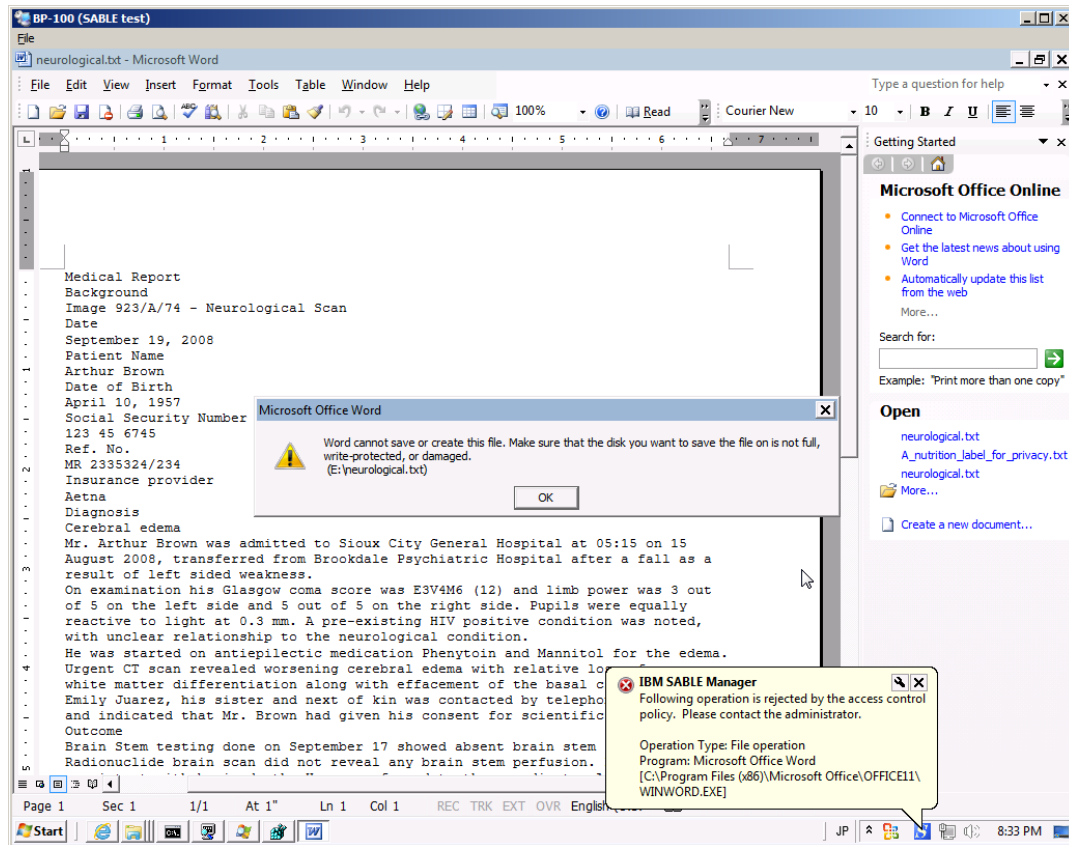 BP-100 (SABLE test)
File
neurological.txt - Microsoft Word
File Edit View Insert Format Tools Table Window Help
Type a question for help
100%
Read
Courier New
10
B I U
1 2 3 4 5 6 7
Getting Started
Microsoft Office Online
Connect to Microsoft Office
Online
Get the latest news about using
Word
Automatically update this list
from the web
More...
Search for:
Example: "Print more than one copy"
Open
neurological.txt
A_nutrition_label_for_privacy.txt
neurological.txt
More...
Create a new document...
Medical Report
Background
Image 923/A/74 - Neurological Scan
Date
September 19, 2008
Patient Name
Arthur Brown
Date of Birth
April 10, 1957
Social Security Number
123 45 6745
Ref. No.
MR 2335324/234
Insurance provider
Aetna
Diagnosis
Cerebral edema
Mr. Arthur Brown was admitted to Sioux City General Hospital at 05:15 on 15
August 2008, transferred from Brookdale Psychiatric Hospital after a fall as a
result of left sided weakness.
On examination his Glasgow coma score was E3V4M6 (12) and limb power was 3 out
of 5 on the left side and 5 out of 5 on the right side. Pupils were equally
reactive to light at 0.3 mm. A pre-existing HIV positive condition was noted,
with unclear relationship to the neurological condition.
He was started on antiepileptic medication Phenytoin and Mannitol for the edema.
Urgent CT scan revealed worsening cerebral edema with relative
white matter differentiation along with effacement of the basal
Emily Juarez, his sister and next of kin was contacted by
and indicated that Mr. Brown had given his consent for
Outcome
Brain Stem testing done on September 17 showed absent brain stem
Radionuclide brain scan did not reveal any brain stem perfusion.
Microsoft Office Word
Word cannot save or create this file. Make sure that the disk you want to save the file on is not full,
write-protected, or damaged.
(E:\neurological.txt)
OK
IBM SABLE Manager
Following operation is rejected by the access control
policy. Please contact the administrator.
Operation Type: File operation
Program: Microsoft Office Word
[C:\Program Files (x86)\Microsoft Office\OFFICE11\
WINWORD.EXE]
Page 1 Sec 1 1/1 At 1" Ln 1 Col 1 REC TRK EXT OVR
Start
JP
8:33 PM